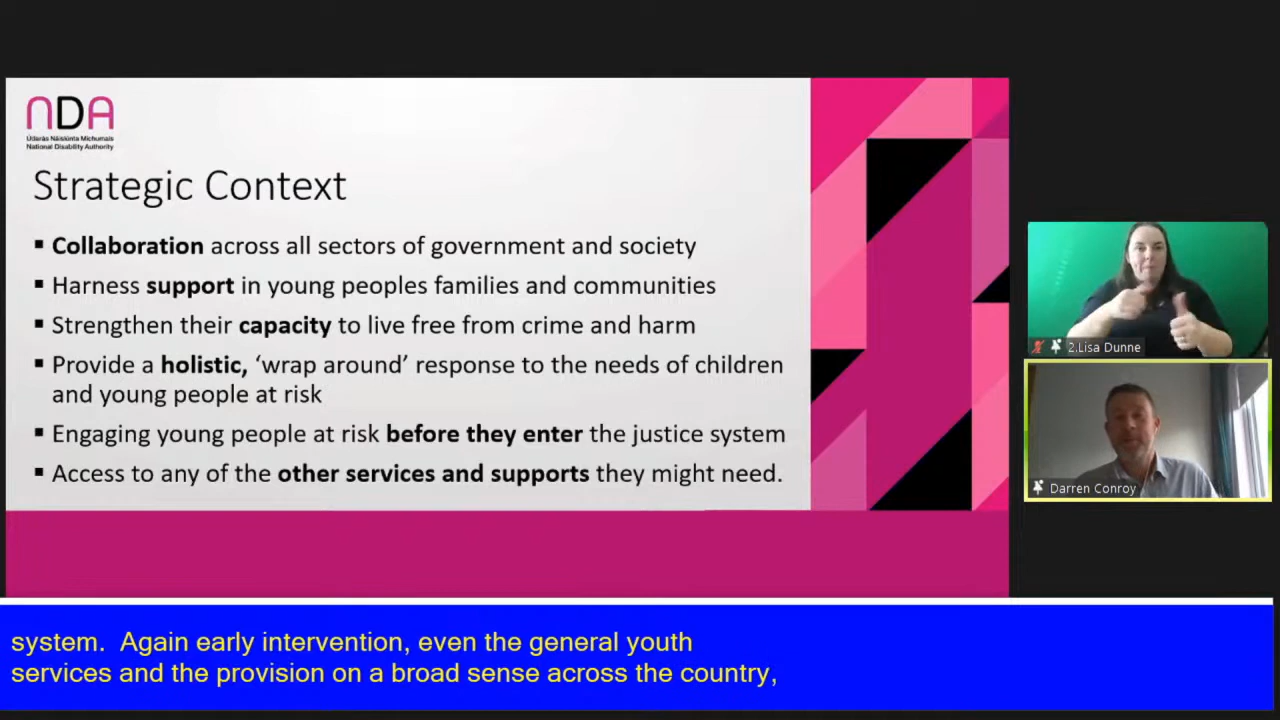 NDA
Údarás Náisiúnta Míchumais
National Disability Authority
Strategic Context
▪ Collaboration across all sectors of government and society
▪ Harness support in young peoples families and communities
▪ Strengthen their capacity to live free from crime and harm
▪ Provide a holistic, ‘wrap around’ response to the needs of children
and young people at risk
▪ Engaging young people at risk before they enter the justice system
▪ Access to any of the other services and supports they might need.
2.Lisa Dunne
Darren Conroy
system.  Again early intervention, even the general youth
services and the provision on a broad sense across the country,